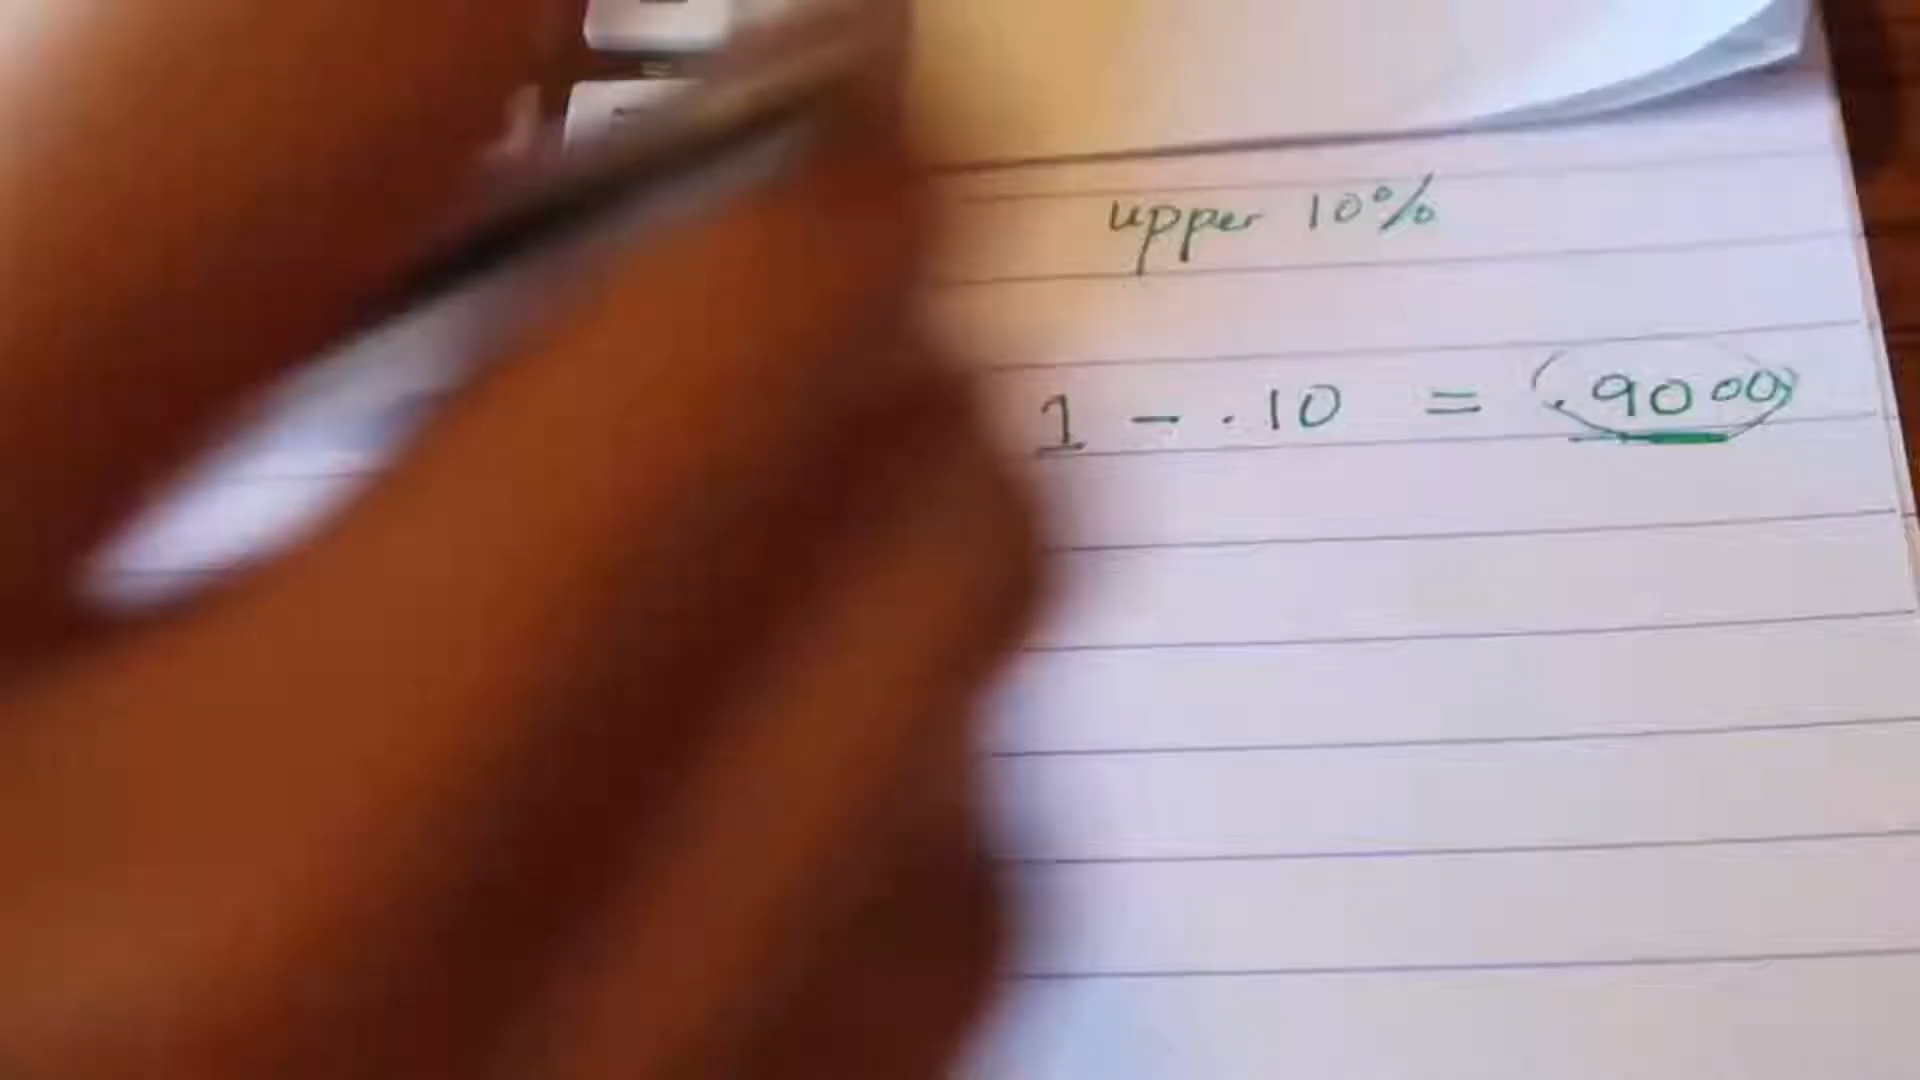 upper 10%
1 - .10 = (.9000)